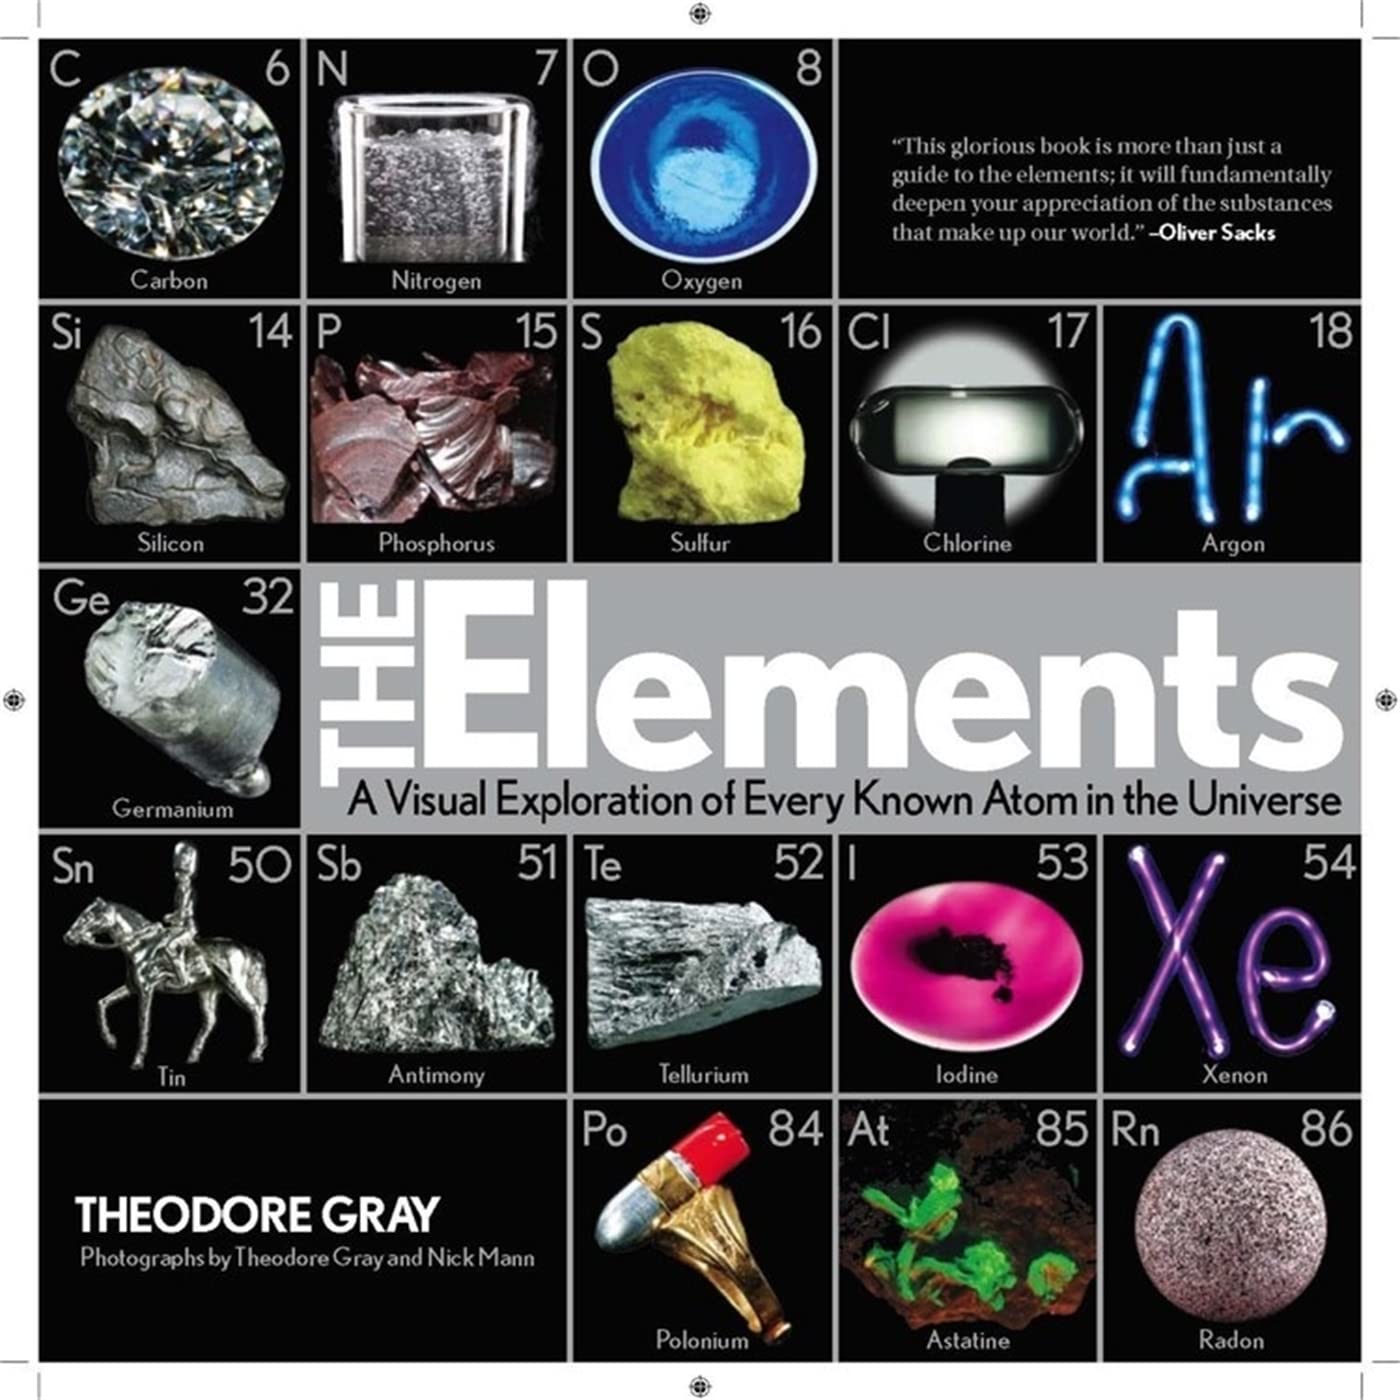 C 6
Carbon
N 7
Nitrogen
O 8
Oxygen
“This glorious book is more than just a
guide to the elements; it will fundamentally
deepen your appreciation of the substances
that make up our world.” –Oliver Sacks
Si 14
Silicon
P 15
Phosphorus
S 16
Sulfur
Cl 17
Chlorine
Ar 18
Argon
Ge 32
Germanium
THE Elements
A Visual Exploration of Every Known Atom in the Universe
Sn 50
Tin
Sb 51
Antimony
Te 52
Tellurium
I 53
Iodine
Xe 54
Xenon
THEODORE GRAY
Photographs by Theodore Gray and Nick Mann
Po 84
Polonium
At 85
Astatine
Rn 86
Radon